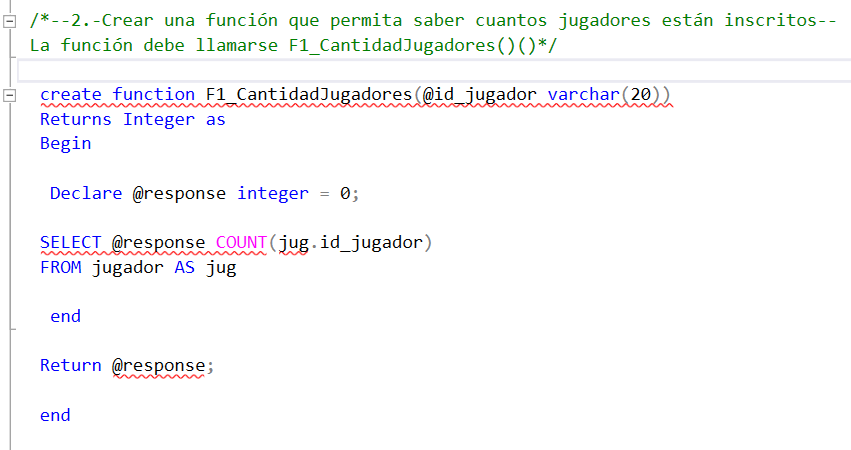 /*--2.-Crear una función que permita saber cuantos jugadores están inscritos--
La función debe llamarse F1_CantidadJugadores()()*/
create function F1_CantidadJugadores(@id_jugador varchar(20))
Returns Integer as
Begin
Declare @response integer = 0;
SELECT @response COUNT(jug.id_jugador)
FROM jugador AS jug
end
Return @response;
end